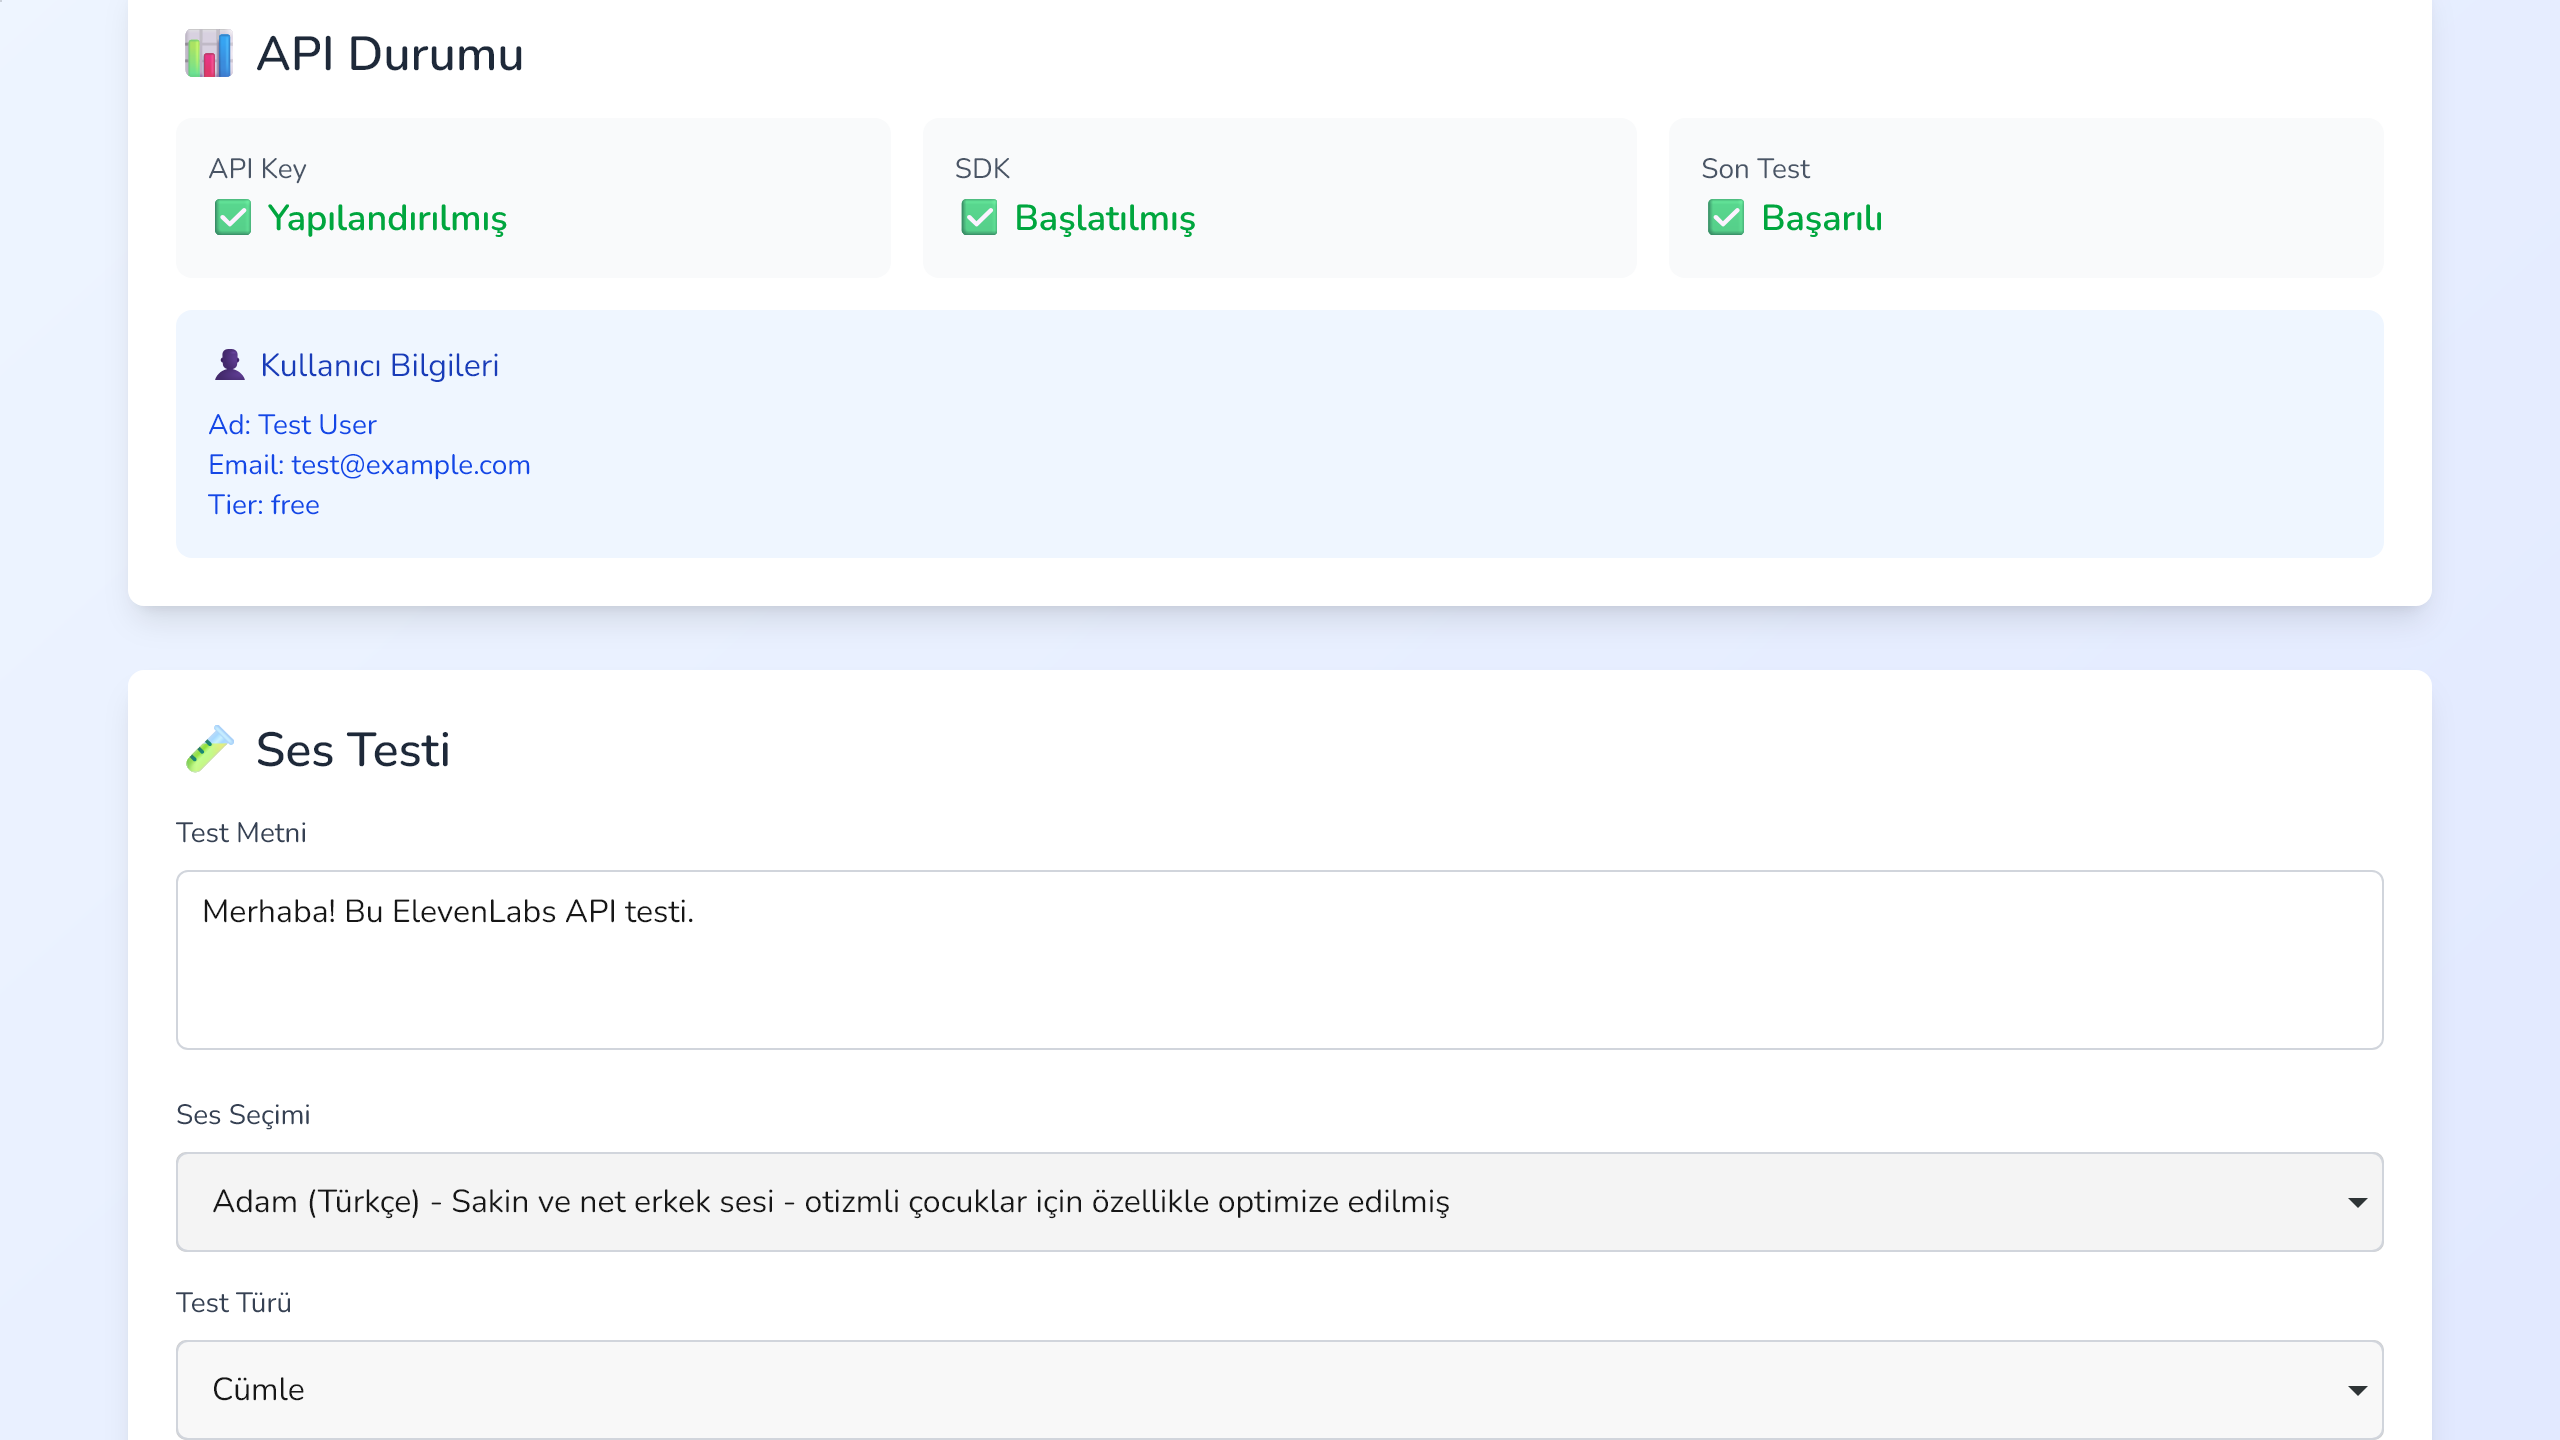 API Durumu
API Key
Yapılandırılmış
SDK
Başlatılmış
Son Test
Başarılı
Kullanıcı Bilgileri
Ad: Test User
Email: test@example.com
Tier: free
Ses Testi
Test Metni
Merhaba! Bu ElevenLabs API testi.
Ses Seçimi
Adam (Türkçe) - Sakin ve net erkek sesi - otizmli çocuklar için özellikle optimize edilmiş
Test Türü
Cümle